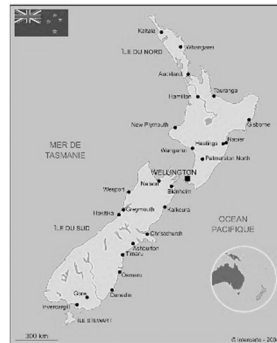 Kaitaia
Whangarei
ÎLE DU NORD
Auckland
Hamilton
Tauranga
Gisborne
New Plymouth
Napier
Hastings
Wanganui
Palmerston North
MER DE
TASMANIE
WELLINGTON
Nelson
Blenheim
Westport
Greymouth
Hokitika
Kaikoura
OCEAN
PACIFIQUE
ÎLE DU SUD
Christchurch
Ashburton
Timaru
Oamaru
Gore
Dunedin
Invercargill
ÎLE STEWART
300 km